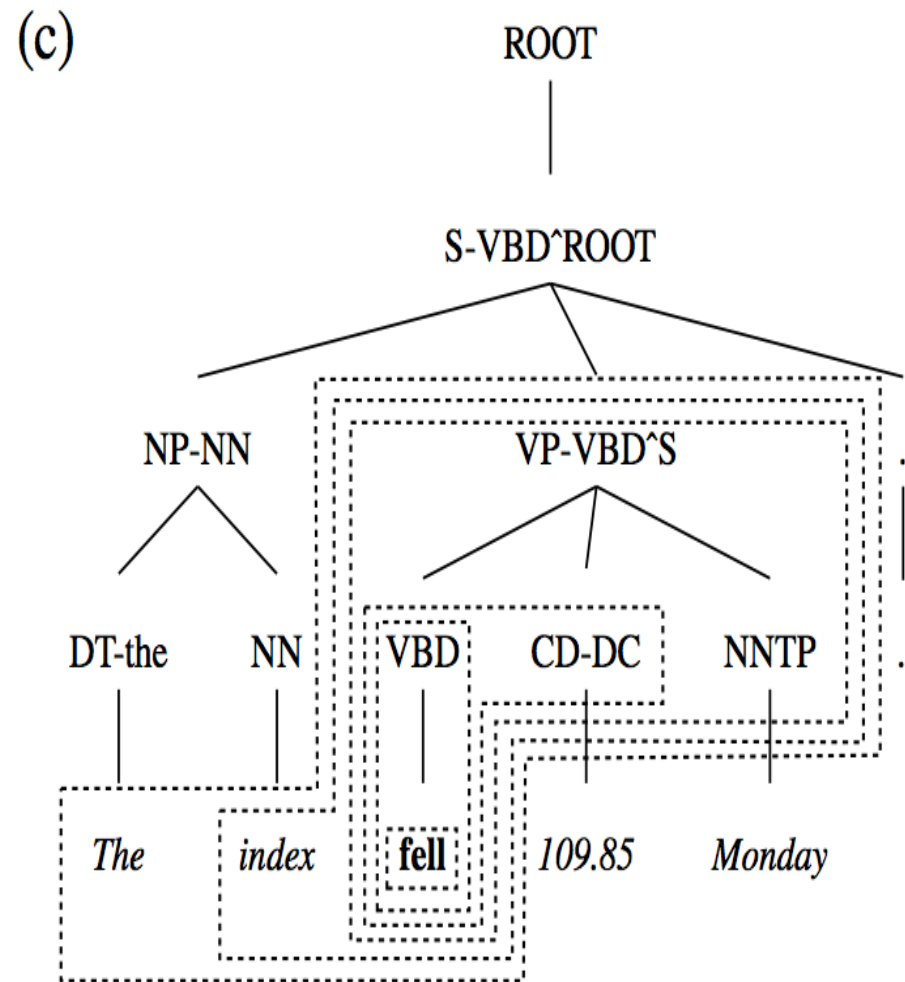 (c)
ROOT
S-VBD^ROOT
NP-NN VP-VBD^S .
DT-the NN VBD CD-DC NNTP .
The index fell 109.85 Monday